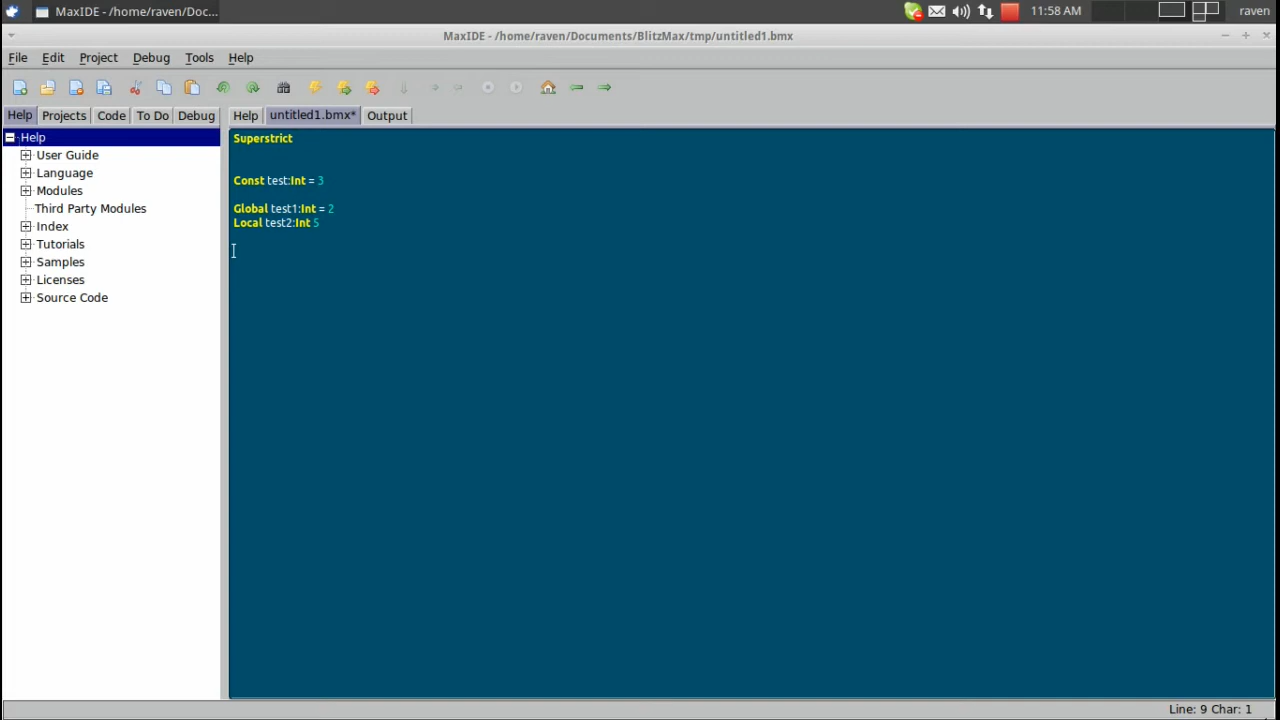 MaxIDE - /home/raven/Doc...
11:58 AM
raven
MaxIDE - /home/raven/Documents/BlitzMax/tmp/untitled1.bmx
File Edit Project Debug Tools Help
Help Projects Code To Do Debug
Help untitled1.bmx* Output
Help
User Guide
Language
Modules
Third Party Modules
Index
Tutorials
Samples
Licenses
Source Code
Superstrict
Const test:Int = 3
Global test1:Int = 2
Local test2:Int 5
Line: 9 Char: 1